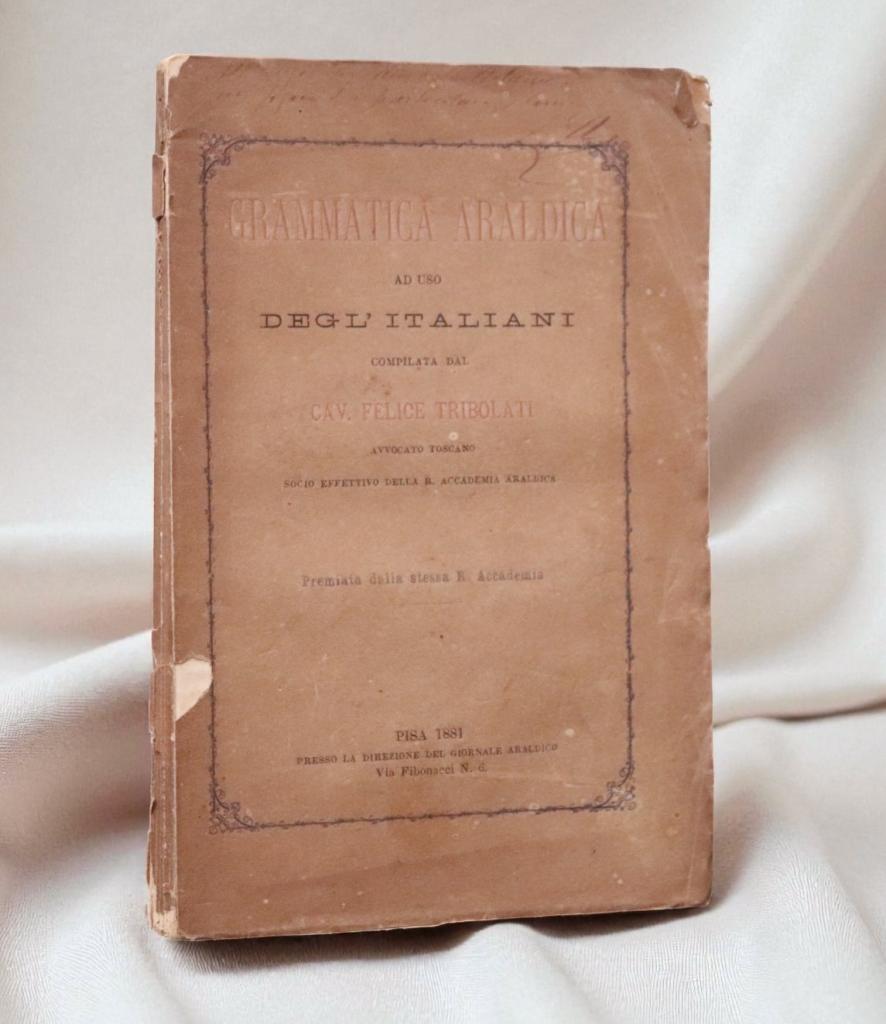 GRAMMATICA ARALDICA
AD USO
DEGL' ITALIANI
COMPILATA DAL
CAV. FELICE TRIBOLATI
AVVOCATO TOSCANO
SOCIO EFFETTIVO DELLA R. ACCADEMIA ARALDICA
Premiata dalla stessa R. Accademia
PISA 1881
PRESSO LA DIREZIONE DEL GIORNALE ARALDICO
Via Fibonacci N. 6.